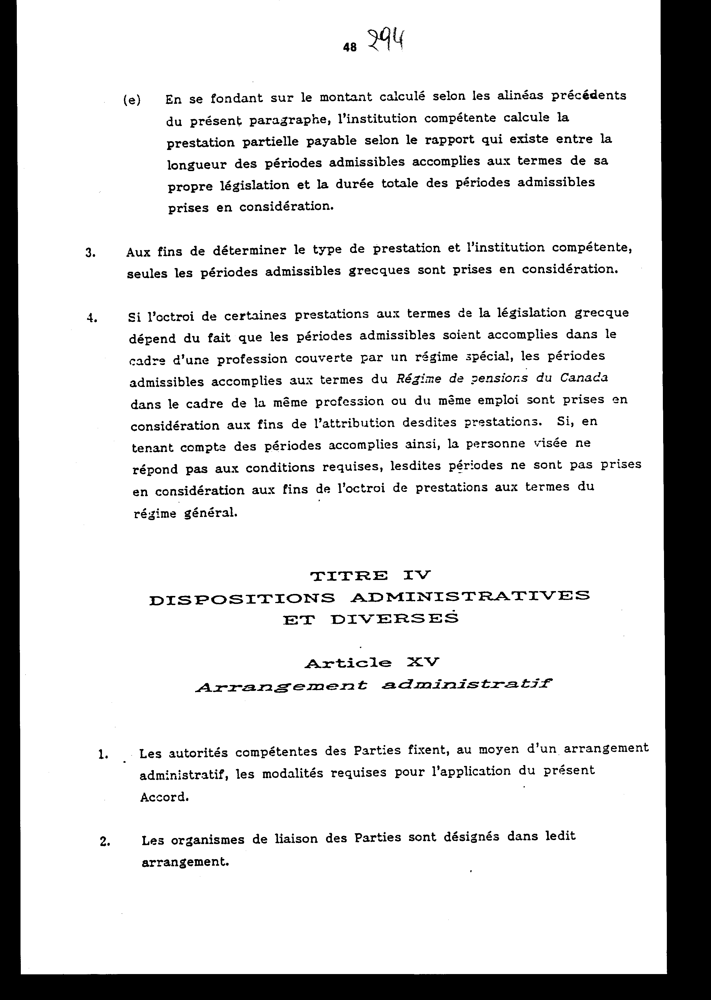 48 294
(e) En se fondant sur le montant calculé selon les alinéas précédents
du présent paragraphe, l'institution compétente calcule la
prestation partielle payable selon le rapport qui existe entre la
longueur des périodes admissibles accomplies aux termes de sa
propre législation et la durée totale des périodes admissibles
prises en considération.
3. Aux fins de déterminer le type de prestation et l'institution compétente,
seules les périodes admissibles grecques sont prises en considération.
4. Si l'octroi de certaines prestations aux termes de la législation grecque
dépend du fait que les périodes admissibles soient accomplies dans le
cadre d'une profession couverte par un régime spécial, les périodes
admissibles accomplies aux termes du Régime de pensions du Canada
dans le cadre de la même profession ou du même emploi sont prises en
considération aux fins de l'attribution desdites prestations. Si, en
tenant compte des périodes accomplies ainsi, la personne visée ne
répond pas aux conditions requises, lesdites périodes ne sont pas prises
en considération aux fins de l'octroi de prestations aux termes du
régime général.
TITRE IV
DISPOSITIONS ADMINISTRATIVES
ET DIVERSES
Article XV
Arrangement administratif
1. Les autorités compétentes des Parties fixent, au moyen d'un arrangement
administratif, les modalités requises pour l'application du présent
Accord.
2. Les organismes de liaison des Parties sont désignés dans ledit
arrangement.